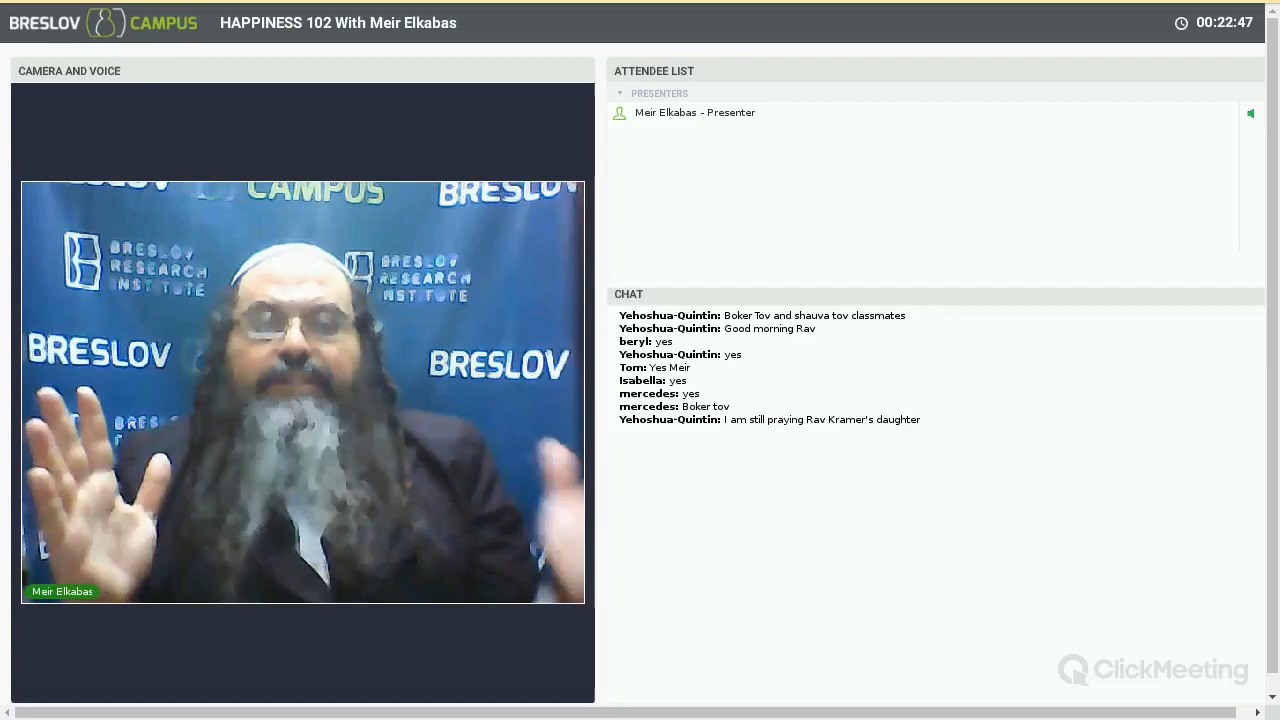 BRESLOV CAMPUS
HAPPINESS 102 With Meir Elkabas
00:22:47
CAMERA AND VOICE
BRESLOV
CAMPUS
BRESLOV
BRESLOV
RESEARCH
INSTITUTE
BRESLOV
RESEARCH
INSTITUTE
BRESLOV
BRESLOV
BRES
Meir Elkabas
ATTENDEE LIST
PRESENTERS
Meir Elkabas - Presenter
CHAT
Yehoshua-Quintin: Boker Tov and shauva tov classmates
Yehoshua-Quintin: Good morning Rav
beryl: yes
Yehoshua-Quintin: yes
Tom: Yes Meir
Isabella: yes
mercedes: yes
mercedes: Boker tov
Yehoshua-Quintin: I am still praying Rav Kramer's daughter
ClickMeeting